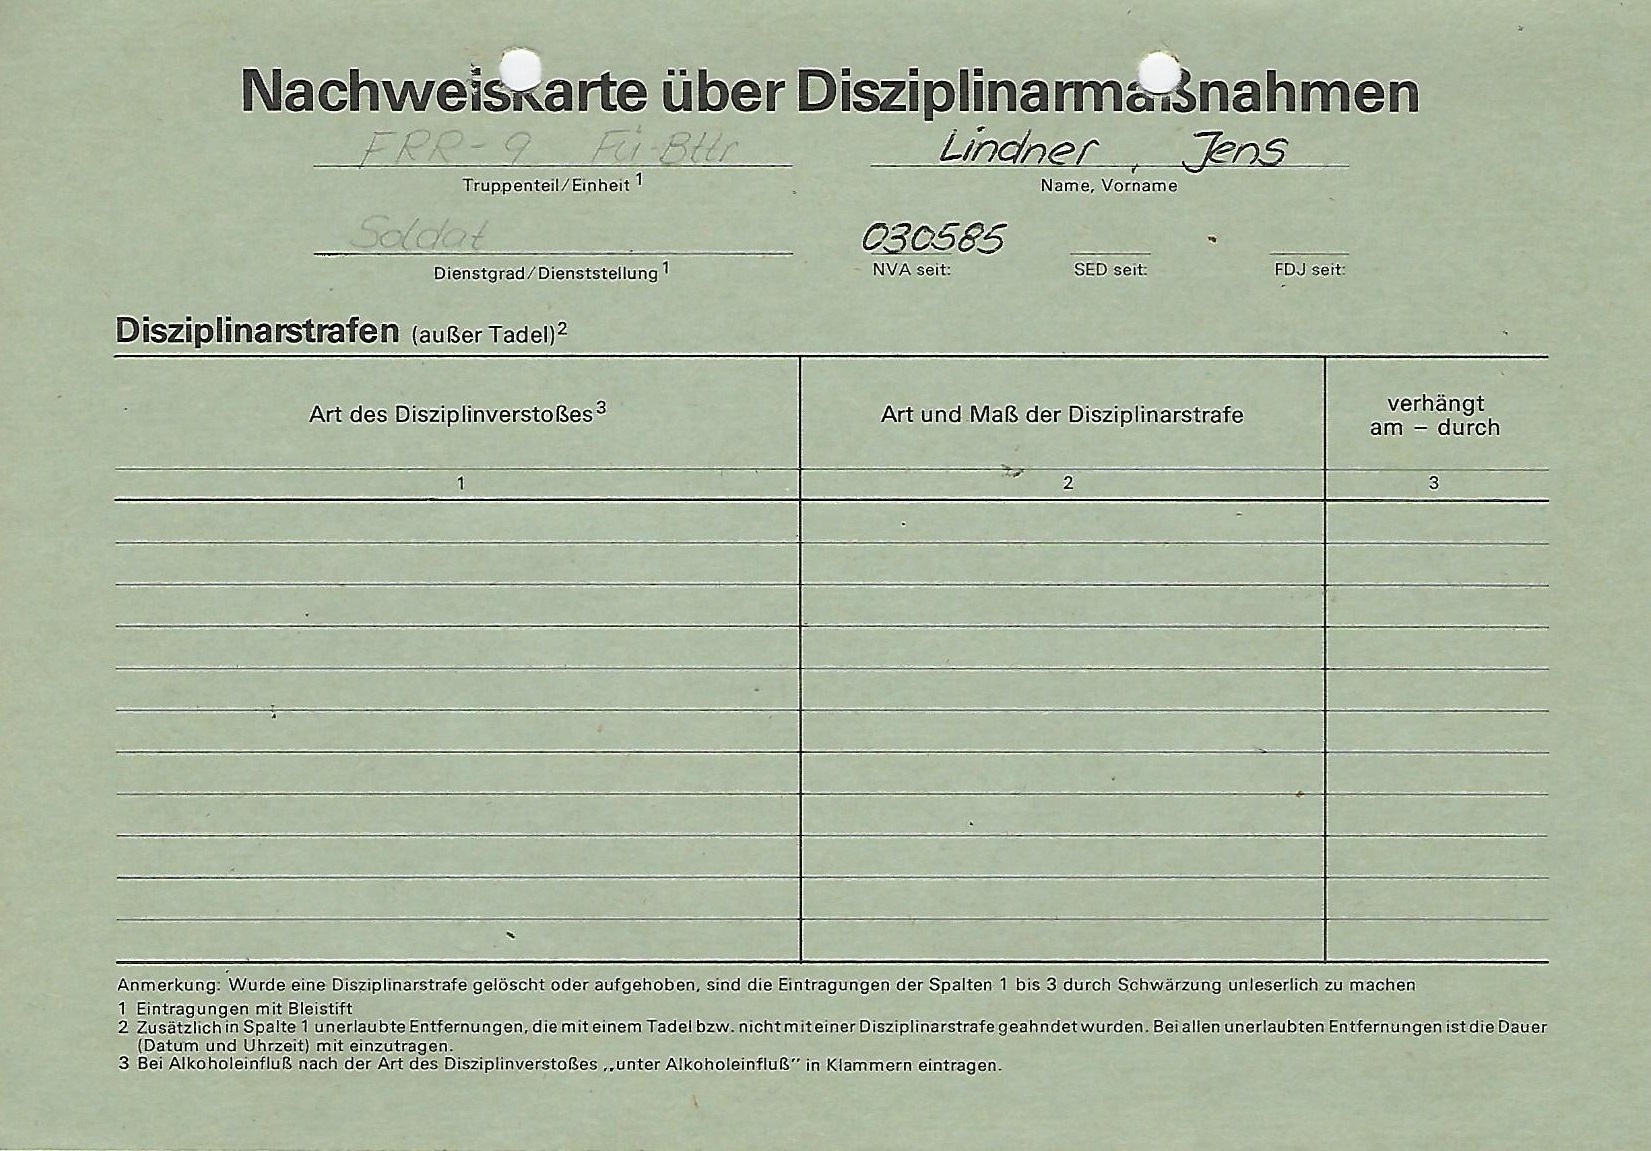 Nachweiskarte über Disziplinarmaßnahmen
FRR-9 Fü-Bttr Lindner, Jens
Truppenteil/Einheit 1 Name, Vorname
Soldat 030585
Dienstgrad/Dienststellung 1 NVA seit: SED seit: FDJ seit:
Disziplinarstrafen (außer Tadel)2
Art des Disziplinverstoßes3 Art und Maß der Disziplinarstrafe verhängt
am – durch
1 2 3
Anmerkung: Wurde eine Disziplinarstrafe gelöscht oder aufgehoben, sind die Eintragungen der Spalten 1 bis 3 durch Schwärzung unleserlich zu machen
1 Eintragungen mit Bleistift
2 Zusätzlich in Spalte 1 unerlaubte Entfernungen, die mit einem Tadel bzw. nicht mit einer Disziplinarstrafe geahndet wurden. Bei allen unerlaubten Entfernungen ist die Dauer
(Datum und Uhrzeit) mit einzutragen.
3 Bei Alkoholeinfluß nach der Art des Disziplinverstoßes „unter Alkoholeinfluß" in Klammern eintragen.